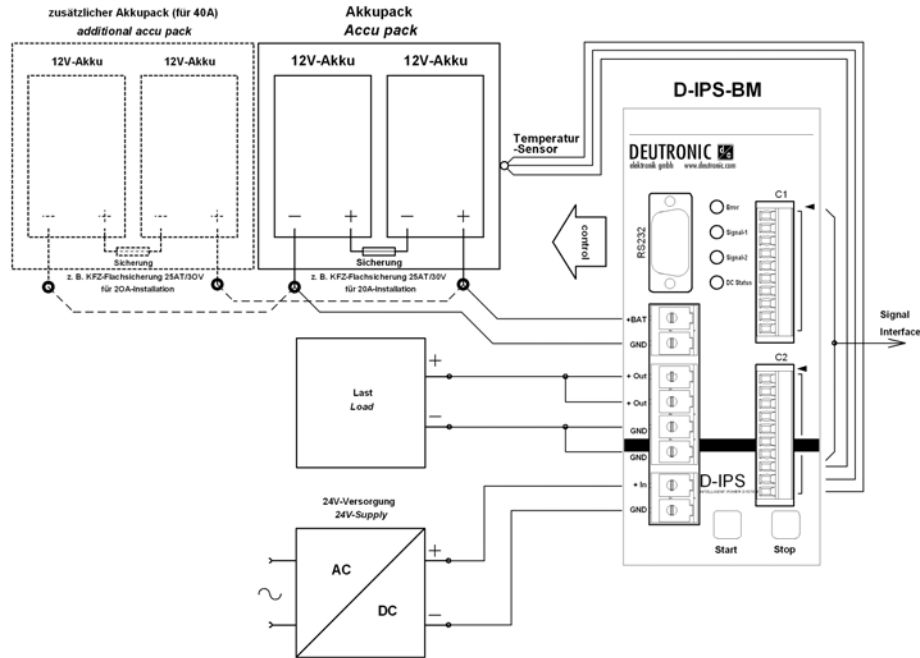 zusätzlicher Akkupack (für 40A)
additional accu pack
12V-Akku
12V-Akku
Sicherung
z. B. KFZ-Flachsicherung 25AT/3OV
für 2OA-Installation
Akkupack
Accu pack
12V-Akku
12V-Akku
Sicherung
z. B. KFZ-Flachsicherung 25AT/30V
für 20A-Installation
Temperatur
-Sensor
control
D-IPS-BM
DEUTRONIC
elektronik gmbh www.deutronic.com
RS232
Error
Signal-1
Signal-2
DC Status
C1
C2
+BAT
GND
+ Out
+ Out
GND
GND
+ In
GND
Signal
Interface
D-IPS
INTELLIGENT POWER SYSTEM
Start
Stop
Last
Load
+
−
24V-Versorgung
24V-Supply
AC
DC
+
−